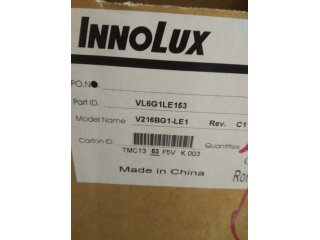 INNOLUX
P.O NO.
Part ID. VL6G1LE153
Model Name V216BG1-LE1 Rev. C1
Carton ID. Quantities
TMC13 53 F5V K 003
Made in China